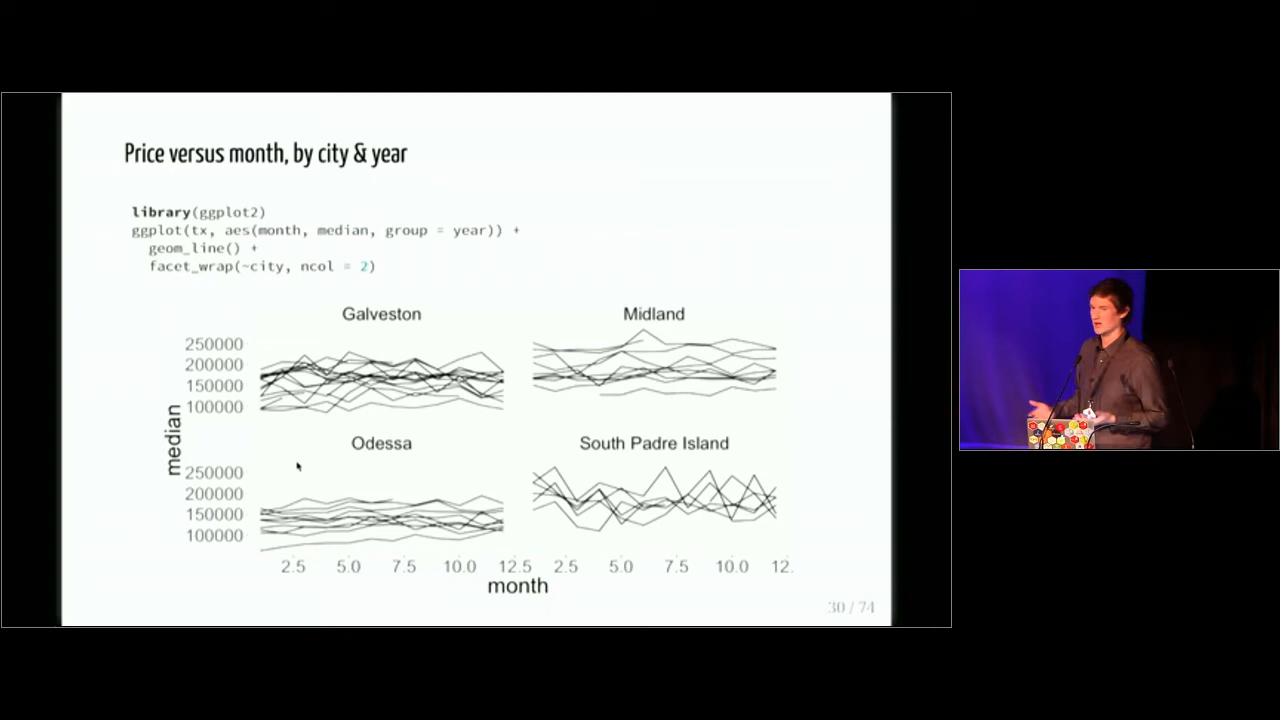 Price versus month, by city & year
library(ggplot2)
ggplot(tx, aes(month, median, group = year)) +
geom_line() +
facet_wrap(~city, ncol = 2)
Galveston
Midland
250000
200000
150000
100000
median
Odessa
South Padre Island
250000
200000
150000
100000
2.5 5.0 7.5 10.0 12.5 2.5 5.0 7.5 10.0 12.
month
30 / 74